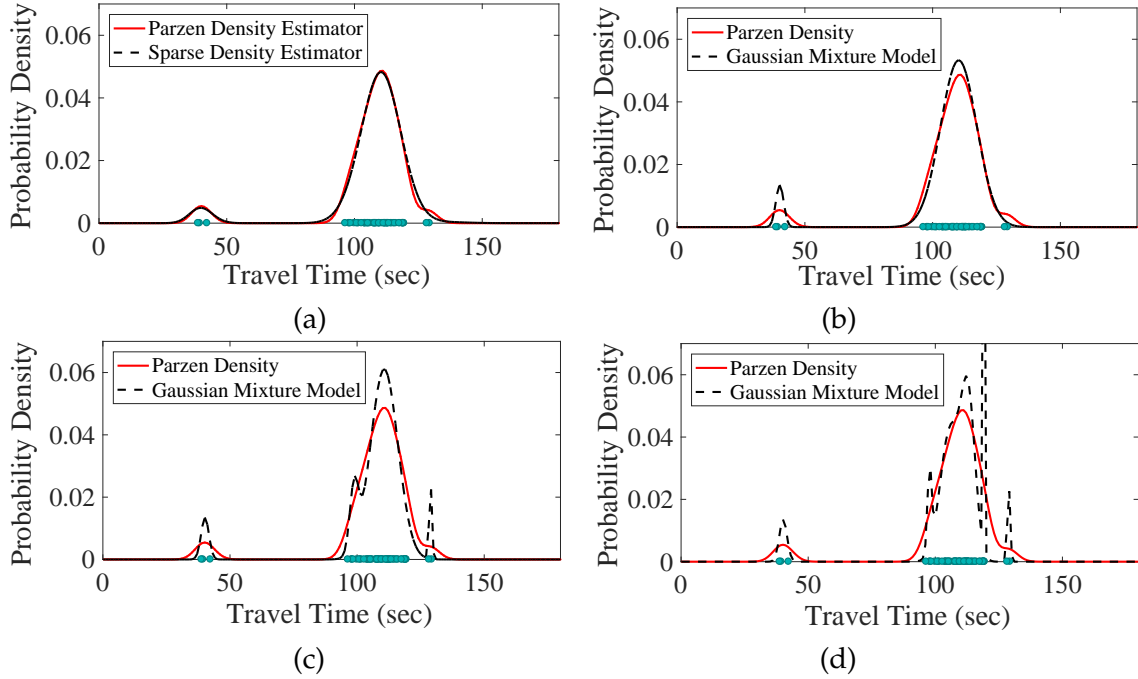 Parzen Density Estimator
Sparse Density Estimator
Probability Density
0.06
0.04
0.02
0
0
50
100
150
Travel Time (sec)
(a)
Parzen Density
Gaussian Mixture Model
Probability Density
0.06
0.04
0.02
0
0
50
100
150
Travel Time (sec)
(b)
Parzen Density
Gaussian Mixture Model
Probability Density
0.06
0.04
0.02
0
0
50
100
150
Travel Time (sec)
(c)
Parzen Density
Gaussian Mixture Model
Probability Density
0.06
0.04
0.02
0
0
50
100
150
Travel Time (sec)
(d)